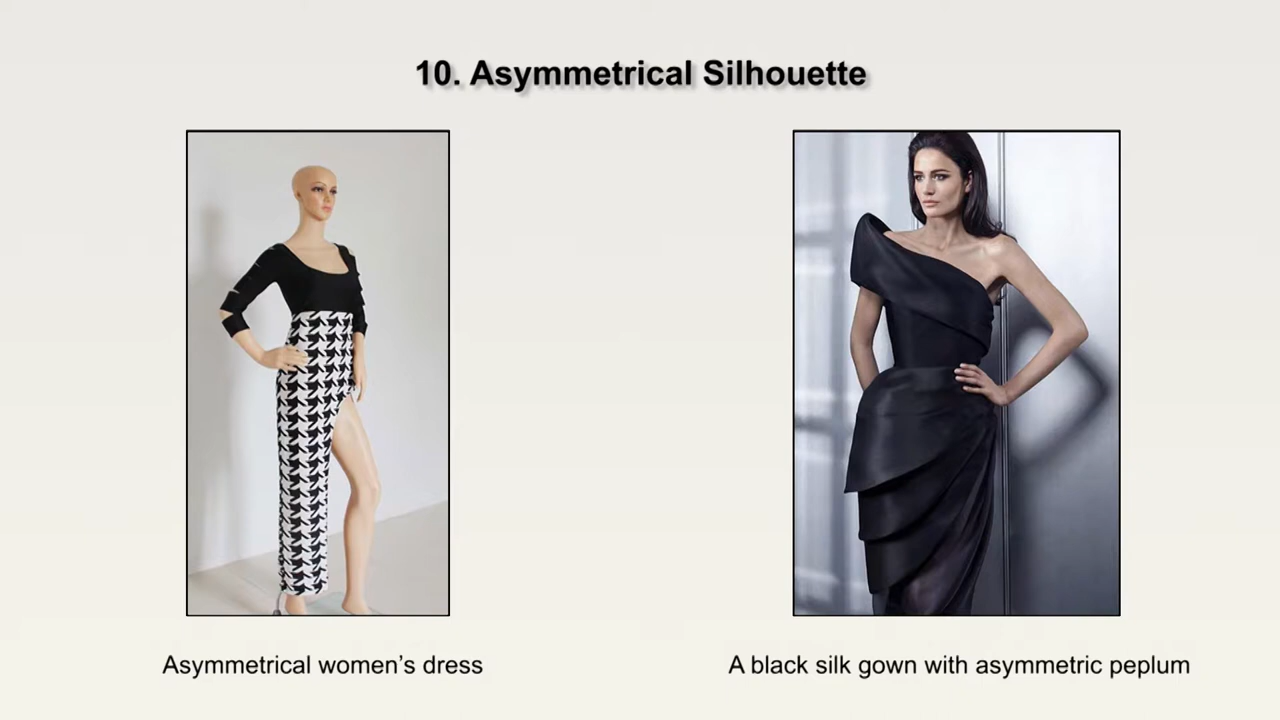 10. Asymmetrical Silhouette
Asymmetrical women’s dress
A black silk gown with asymmetric peplum